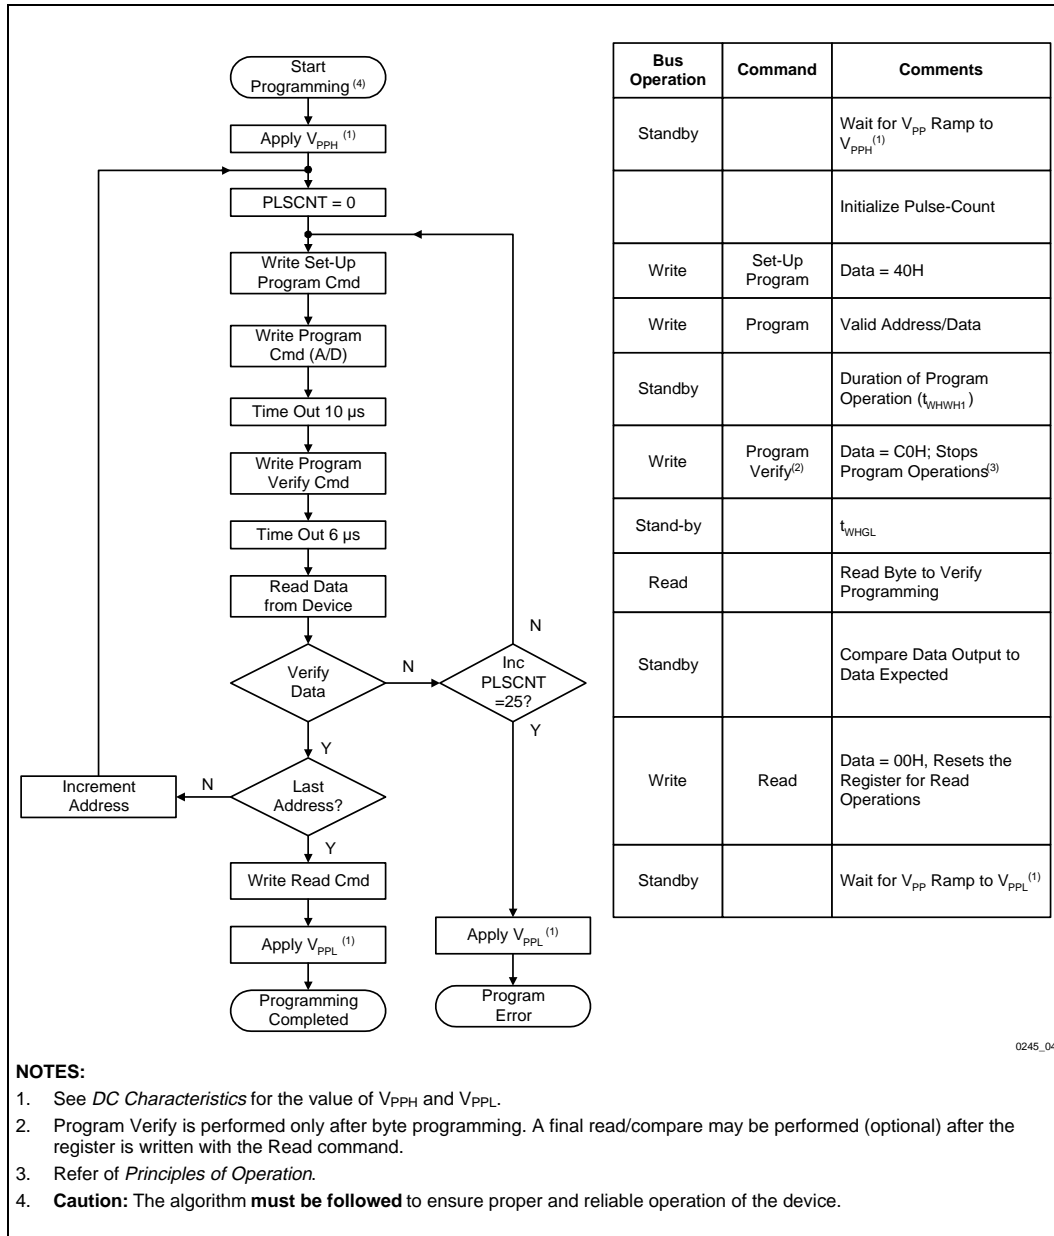 Start
Programming (4)
Apply VPPH (1)
PLSCNT = 0
Write Set-Up
Program Cmd
Write Program
Cmd (A/D)
Time Out 10 µs
Write Program
Verify Cmd
Time Out 6 µs
Read Data
from Device
Verify
Data
N
Inc
PLSCNT
=25?
N
Y
Y
Last
Address?
N
Increment
Address
Y
Write Read Cmd
Apply VPPL (1)
Programming
Completed
Apply VPPL (1)
Program
Error
Bus
Operation
Command
Comments
Standby
Wait for VPP Ramp to
VPPH(1)
Initialize Pulse-Count
Write
Set-Up
Program
Data = 40H
Write
Program
Valid Address/Data
Standby
Duration of Program
Operation (tWHWH1)
Write
Program
Verify(2)
Data = C0H; Stops
Program Operations(3)
Stand-by
tWHGL
Read
Read Byte to Verify
Programming
Standby
Compare Data Output to
Data Expected
Write
Read
Data = 00H, Resets the
Register for Read
Operations
Standby
Wait for VPP Ramp to VPPL(1)
0245_04
NOTES:
1. See DC Characteristics for the value of VPPH and VPPL.
2. Program Verify is performed only after byte programming. A final read/compare may be performed (optional) after the
register is written with the Read command.
3. Refer of Principles of Operation.
4. Caution: The algorithm must be followed to ensure proper and reliable operation of the device.